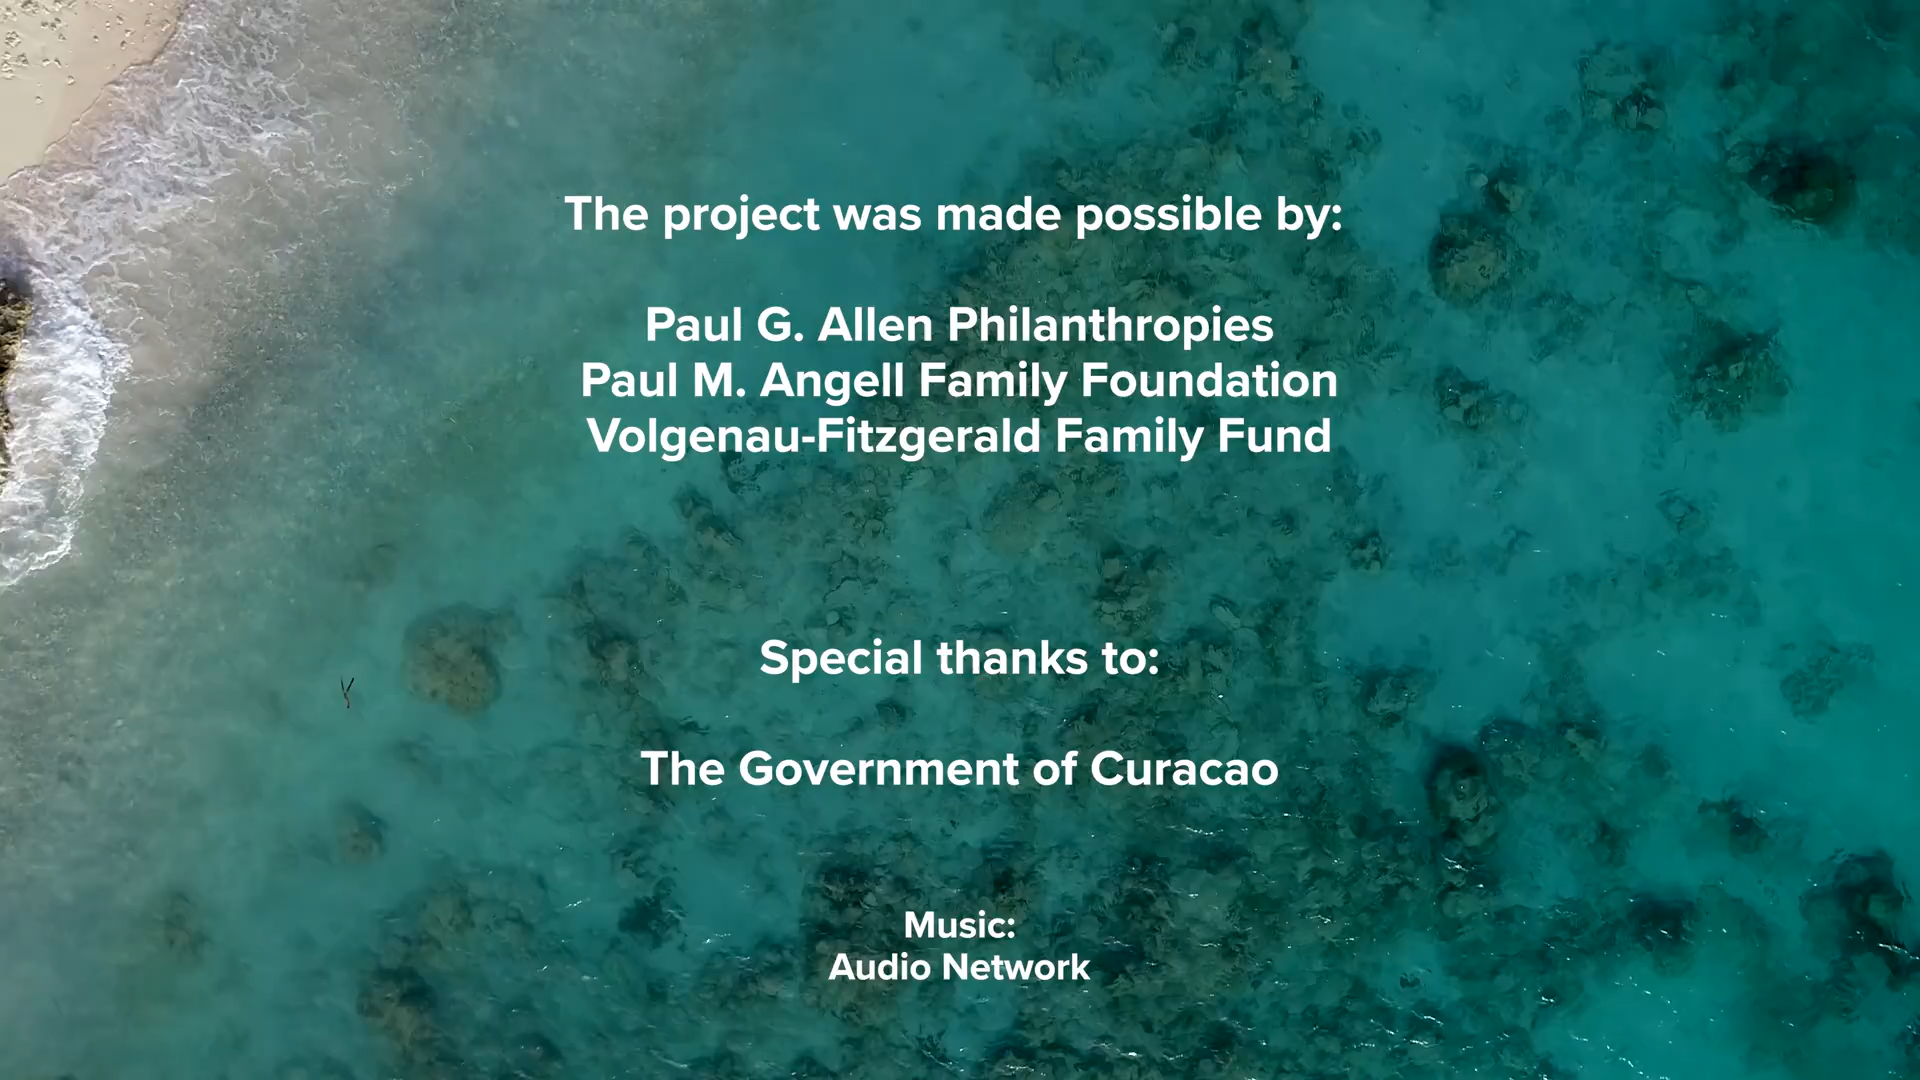 The project was made possible by:
Paul G. Allen Philanthropies
Paul M. Angell Family Foundation
Volgenau-Fitzgerald Family Fund
Special thanks to:
The Government of Curacao
Music:
Audio Network